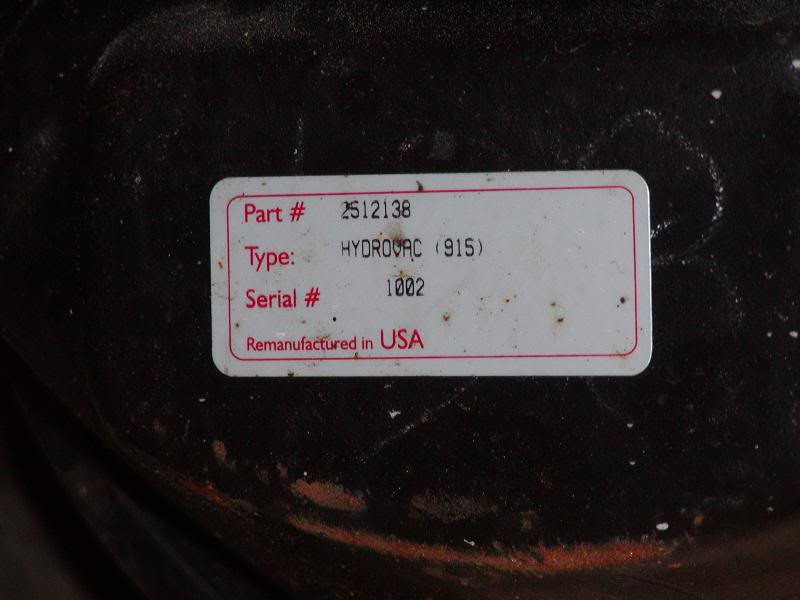 Part # 2512138
Type: HYDROVAC (915)
Serial # 1002
Remanufactured in USA